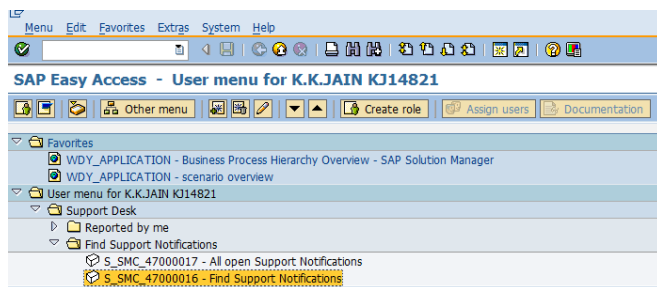 Menu Edit Favorites Extras System Help
SAP Easy Access - User menu for K.K.JAIN KJ14821
Other menu Create role Assign users Documentation
Favorites
WDY_APPLICATION - Business Process Hierarchy Overview - SAP Solution Manager
WDY_APPLICATION - scenario overview
User menu for K.K.JAIN KJ14821
Support Desk
Reported by me
Find Support Notifications
S_SMC_47000017 - All open Support Notifications
S_SMC_47000016 - Find Support Notifications